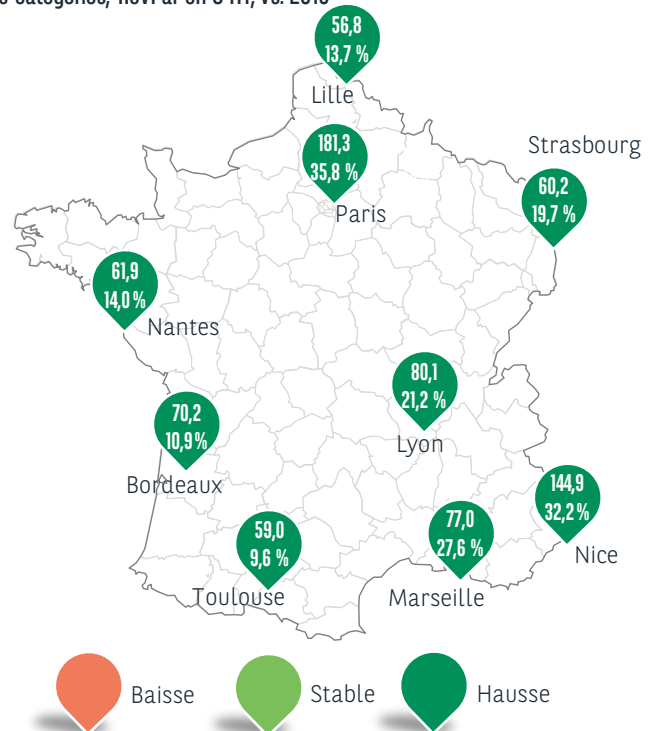 56,8
13,7 %
Lille
181,3
35,8 %
Paris
Strasbourg
60,2
19,7 %
61,9
14,0 %
Nantes
80,1
21,2 %
Lyon
70,2
10,9 %
Bordeaux
144,9
32,2 %
Nice
59,0
9,6 %
Toulouse
77,0
27,6 %
Marseille
Baisse
Stable
Hausse